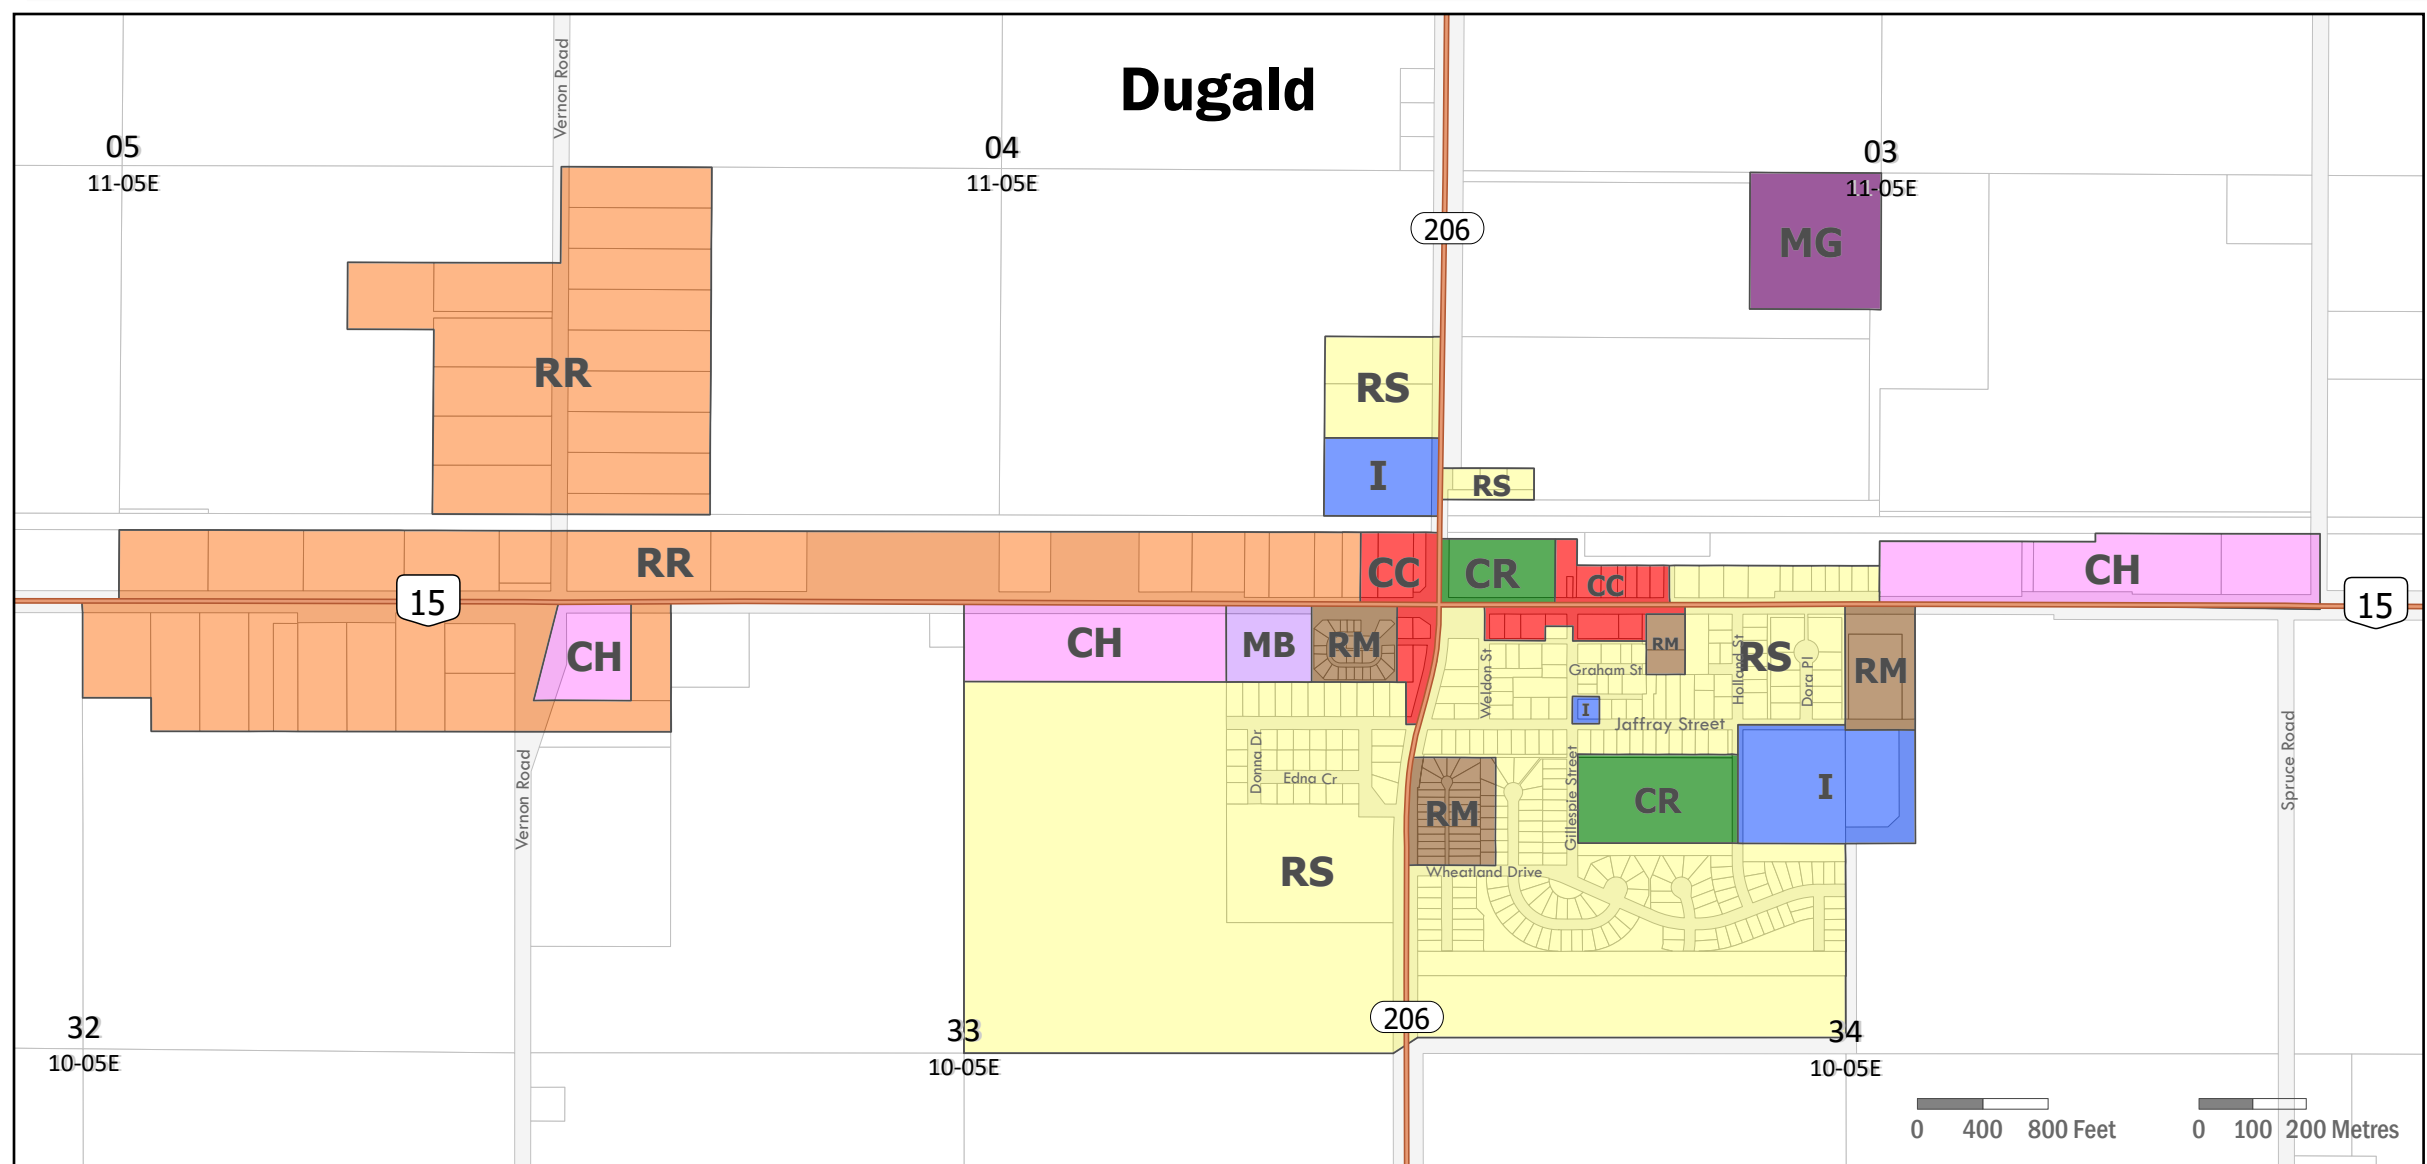 Dugald
Vernon Road
05
11-05E
04
11-05E
03
11-05E
206
MG
RR
RS
I
RS
RR
CC
CR
CC
CH
15
15
CH
CH
MB
RM
RM
RS
RM
Weldon St
Graham St
Holland St
Dora Pl
I
Jaffray Street
Donna Dr
Edna Cr
Gillespie Street
Vernon Road
Spruce Road
RM
CR
I
RS
Wheatland Drive
206
32
10-05E
33
10-05E
34
10-05E
0 400 800 Feet
0 100 200 Metres